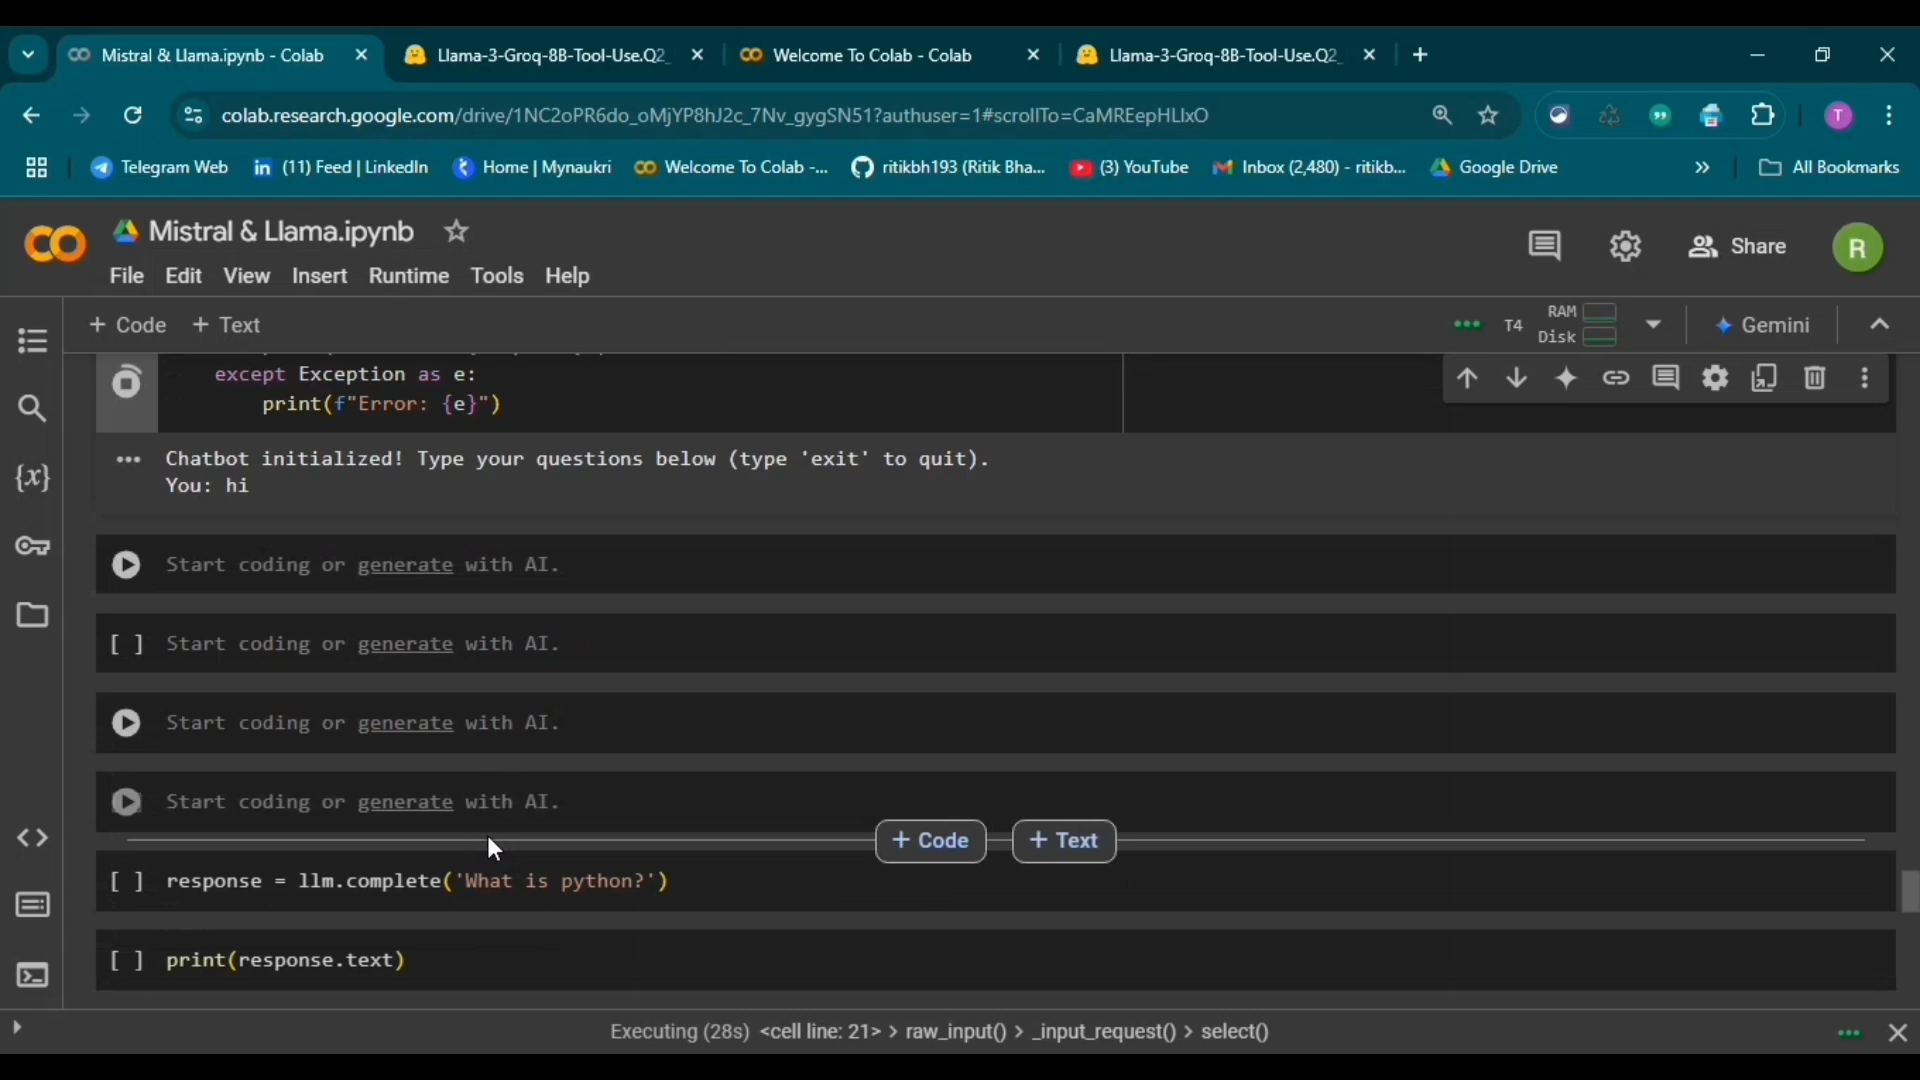 Mistral & Llama.ipynb - Colab
Llama-3-Groq-8B-Tool-Use.Q2_
Welcome To Colab - Colab
Llama-3-Groq-8B-Tool-Use.Q2_
colab.research.google.com/drive/1NC2oPR6do_oMjYP8hJ2c_7Nv_gygSN51?authuser=1#scrollTo=CaMREepHLlxO
T
Telegram Web
(11) Feed | LinkedIn
Home | Mynaukri
Welcome To Colab -...
ritikbh193 (Ritik Bha...
(3) YouTube
Inbox (2,480) - ritikb...
Google Drive
»
All Bookmarks
Mistral & Llama.ipynb
Share
R
File Edit View Insert Runtime Tools Help
+ Code + Text
T4
RAM
Disk
Gemini
except Exception as e:
print(f"Error: {e}")
Chatbot initialized! Type your questions below (type 'exit' to quit).
You: hi
{x}
Start coding or generate with AI.
[ ] Start coding or generate with AI.
Start coding or generate with AI.
Start coding or generate with AI.
+ Code
+ Text
[ ] response = llm.complete('What is python?')
[ ] print(response.text)
Executing (28s) <cell line: 21> > raw_input() > _input_request() > select()